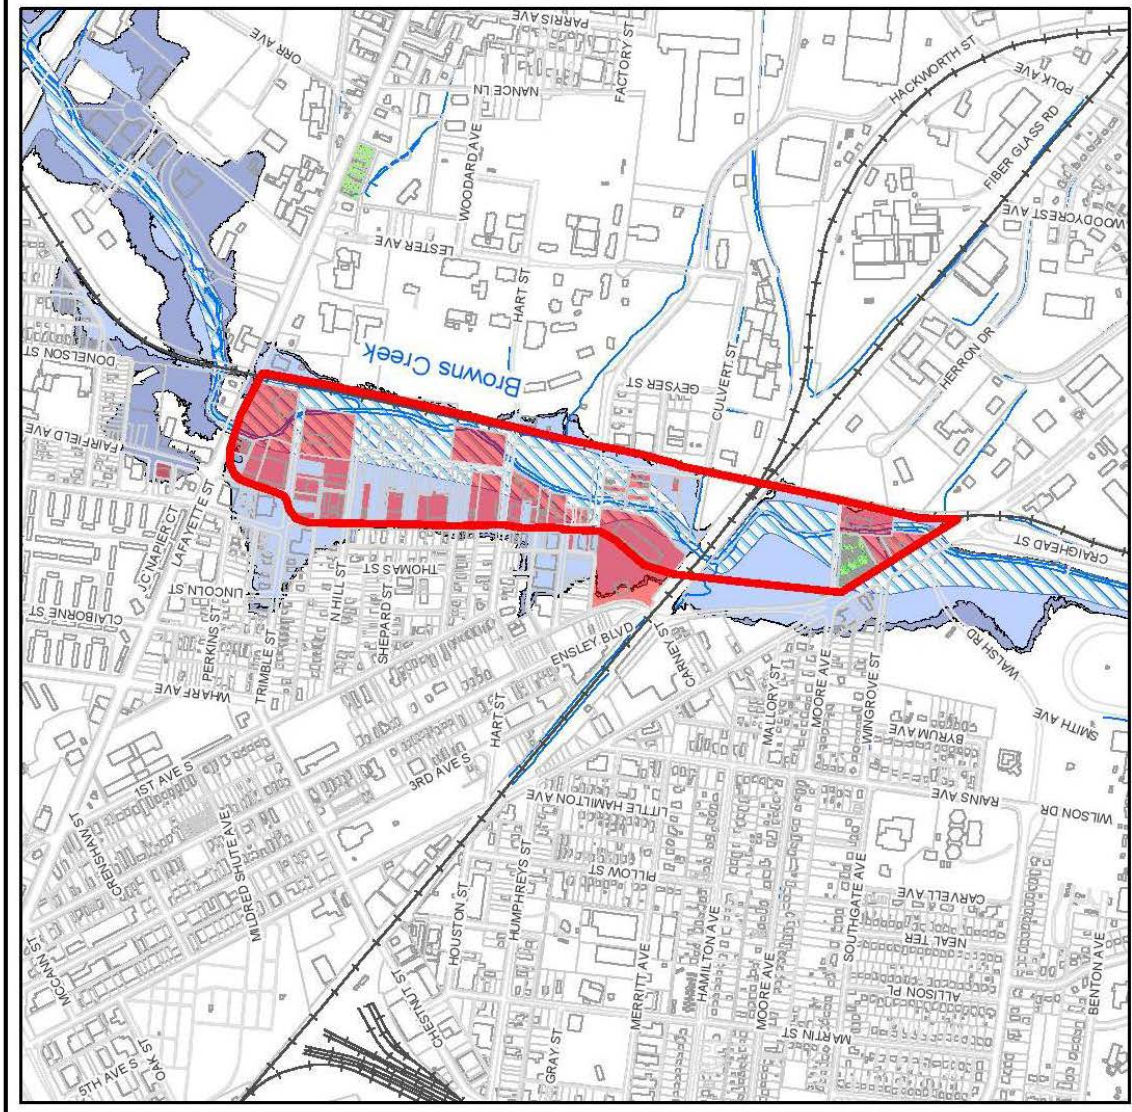 PARRIS AVE
ORR AVE
FACTORY ST
HACKWORTH ST
POLK AVE
NANCE LN
FIBER GLASS RD
WOODARD AVE
WOODYCREST AVE
LESTER AVE
HART ST
Browns Creek
CULVERT ST
GEYSER ST
HERRON DR
DONELSON ST
FAIRFIELD AVE
LAFAYETTE ST
J.C. NAPIER CT
CRAIGHEAD ST
THOMAS ST
N HILL ST
LINCOLN ST
CLAIBORNE ST
SHEPARD ST
PERKINS ST
TRIMBLE ST
WHARF AVE
ENSLEY BLVD
CARNEY ST
WALSH RD
MALLORY ST
MOORE AVE
WINGROVE ST
BYRUM AVE
SMITH AVE
HART ST
3RD AVE S
1ST AVE S
LITTLE HAMILTON AVE
RAINS AVE
WILSON DR
CRENSHAW ST
MILDRED SHUTE AVE
PILLOW ST
HUMPHREYS ST
HOUSTON ST
SOUTHGATE AVE
CARVELL AVE
NEAL TER
HAMILTON AVE
MERRITT AVE
MOORE AVE
ALLISON PL
BENTON AVE
MCCANN ST
CHESTNUT ST
MARTIN ST
GRAY ST
OAK ST
5TH AVE S